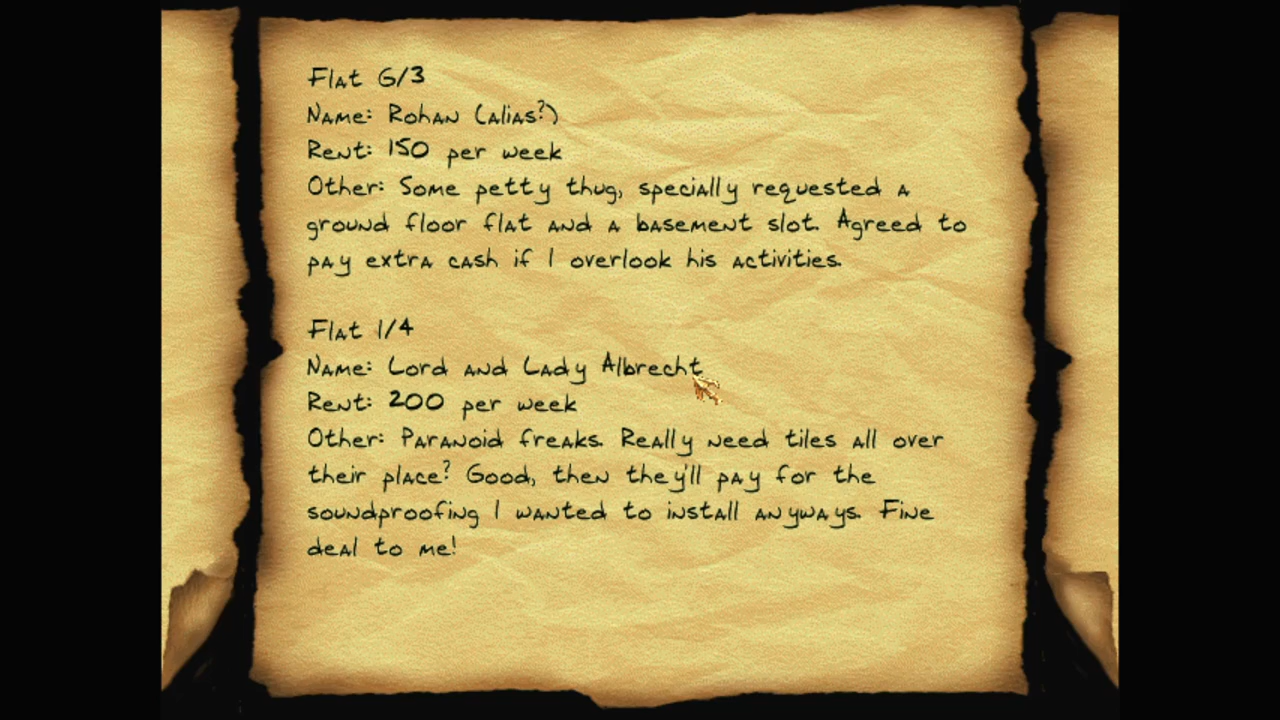 Flat 6/3
Name: Rohan (alias?)
Rent: 150 per week
Other: Some petty thug, specially requested a
ground floor flat and a basement slot. Agreed to
pay extra cash if I overlook his activities.
Flat 1/4
Name: Lord and Lady Albrecht
Rent: 200 per week
Other: Paranoid freaks. Really need tiles all over
their place? Good, then they'll pay for the
soundproofing I wanted to install anyways. Fine
deal to me!